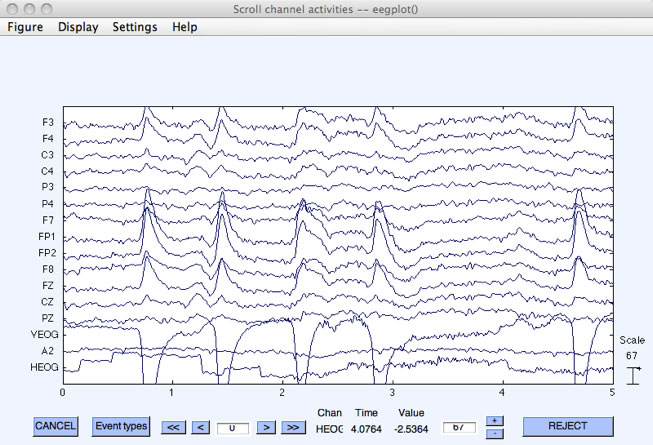 Scroll channel activities -- eegplot()
Figure Display Settings Help
F3
F4
C3
C4
P3
P4
F7
FP1
FP2
F8
FZ
CZ
PZ
YEOG
A2
HEOG
0 1 2 3 4 5
Scale
67
Chan Time Value
CANCEL Event types << < 0 > >> HEOG 4.0764 -2.5364 67 + - REJECT